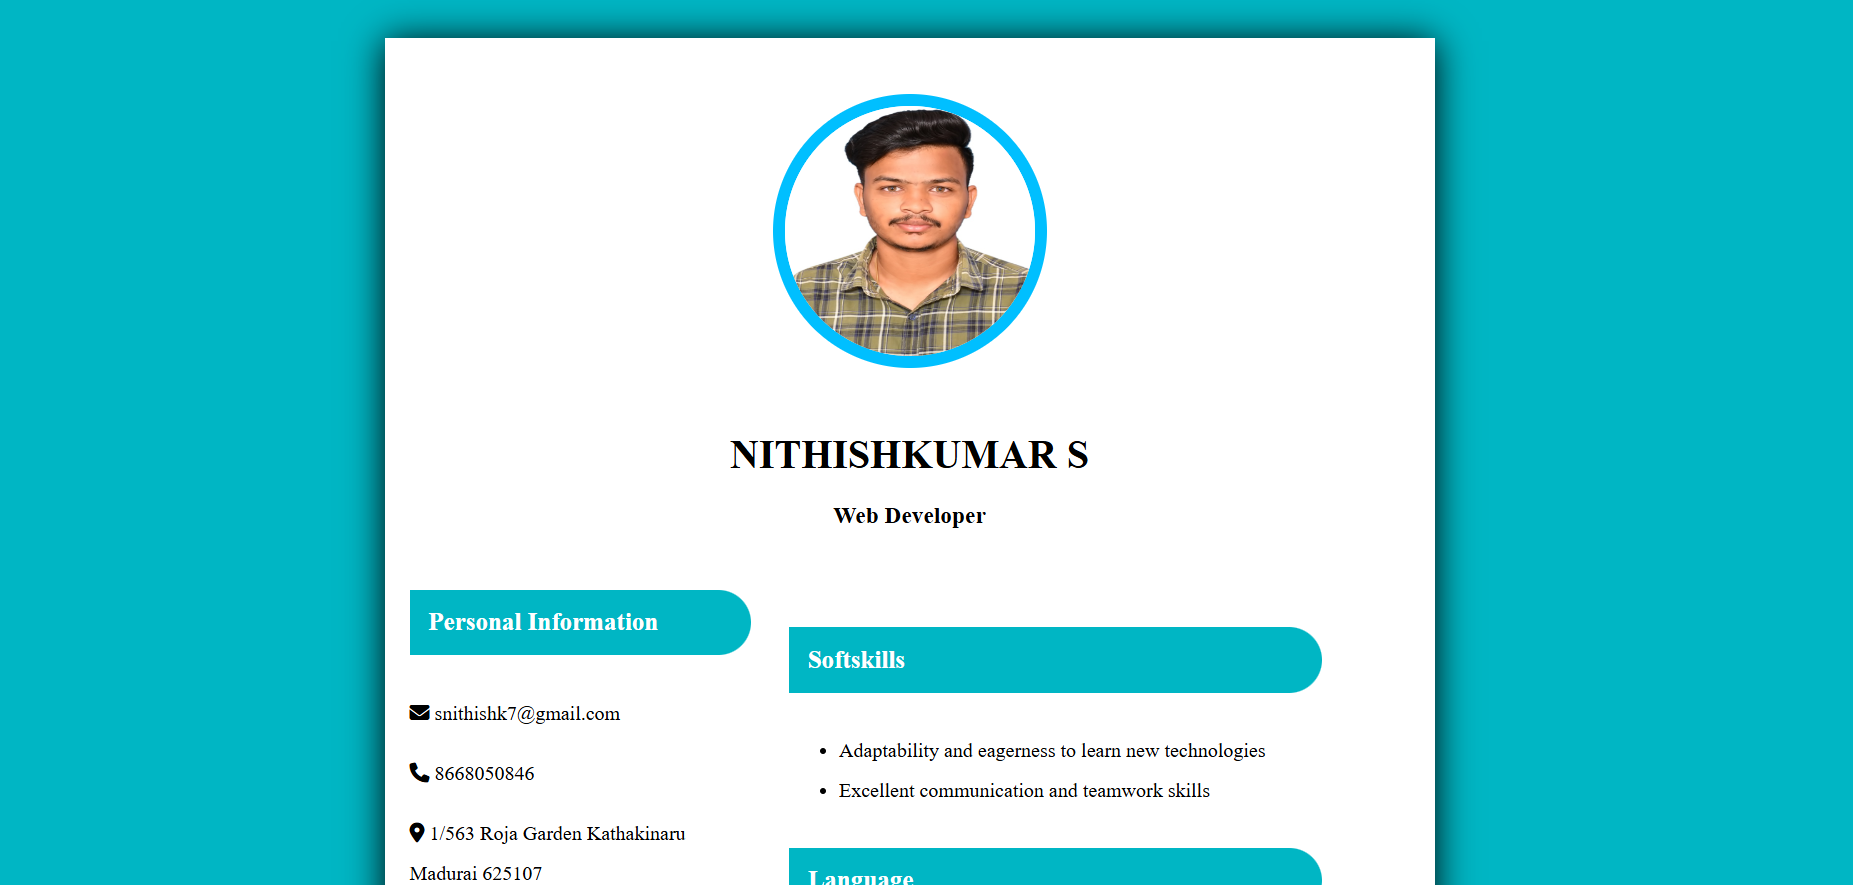 NITHISHKUMAR S
Web Developer
Personal Information
snithishk7@gmail.com
8668050846
1/563 Roja Garden Kathakinaru
Madurai 625107
Softskills
Adaptability and eagerness to learn new technologies
Excellent communication and teamwork skills
Language